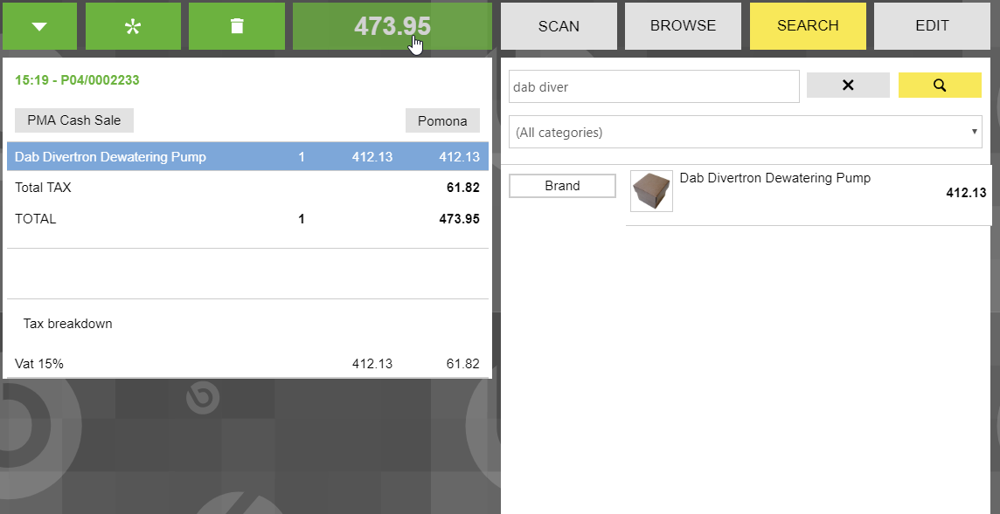 473.95
SCAN
BROWSE
SEARCH
EDIT
15:19 - P04/0002233
PMA Cash Sale
Pomona
Dab Divertron Dewatering Pump 1 412.13 412.13
Total TAX 61.82
TOTAL 1 473.95
Tax breakdown
Vat 15% 412.13 61.82
dab diver
(All categories)
Brand
Dab Divertron Dewatering Pump
412.13